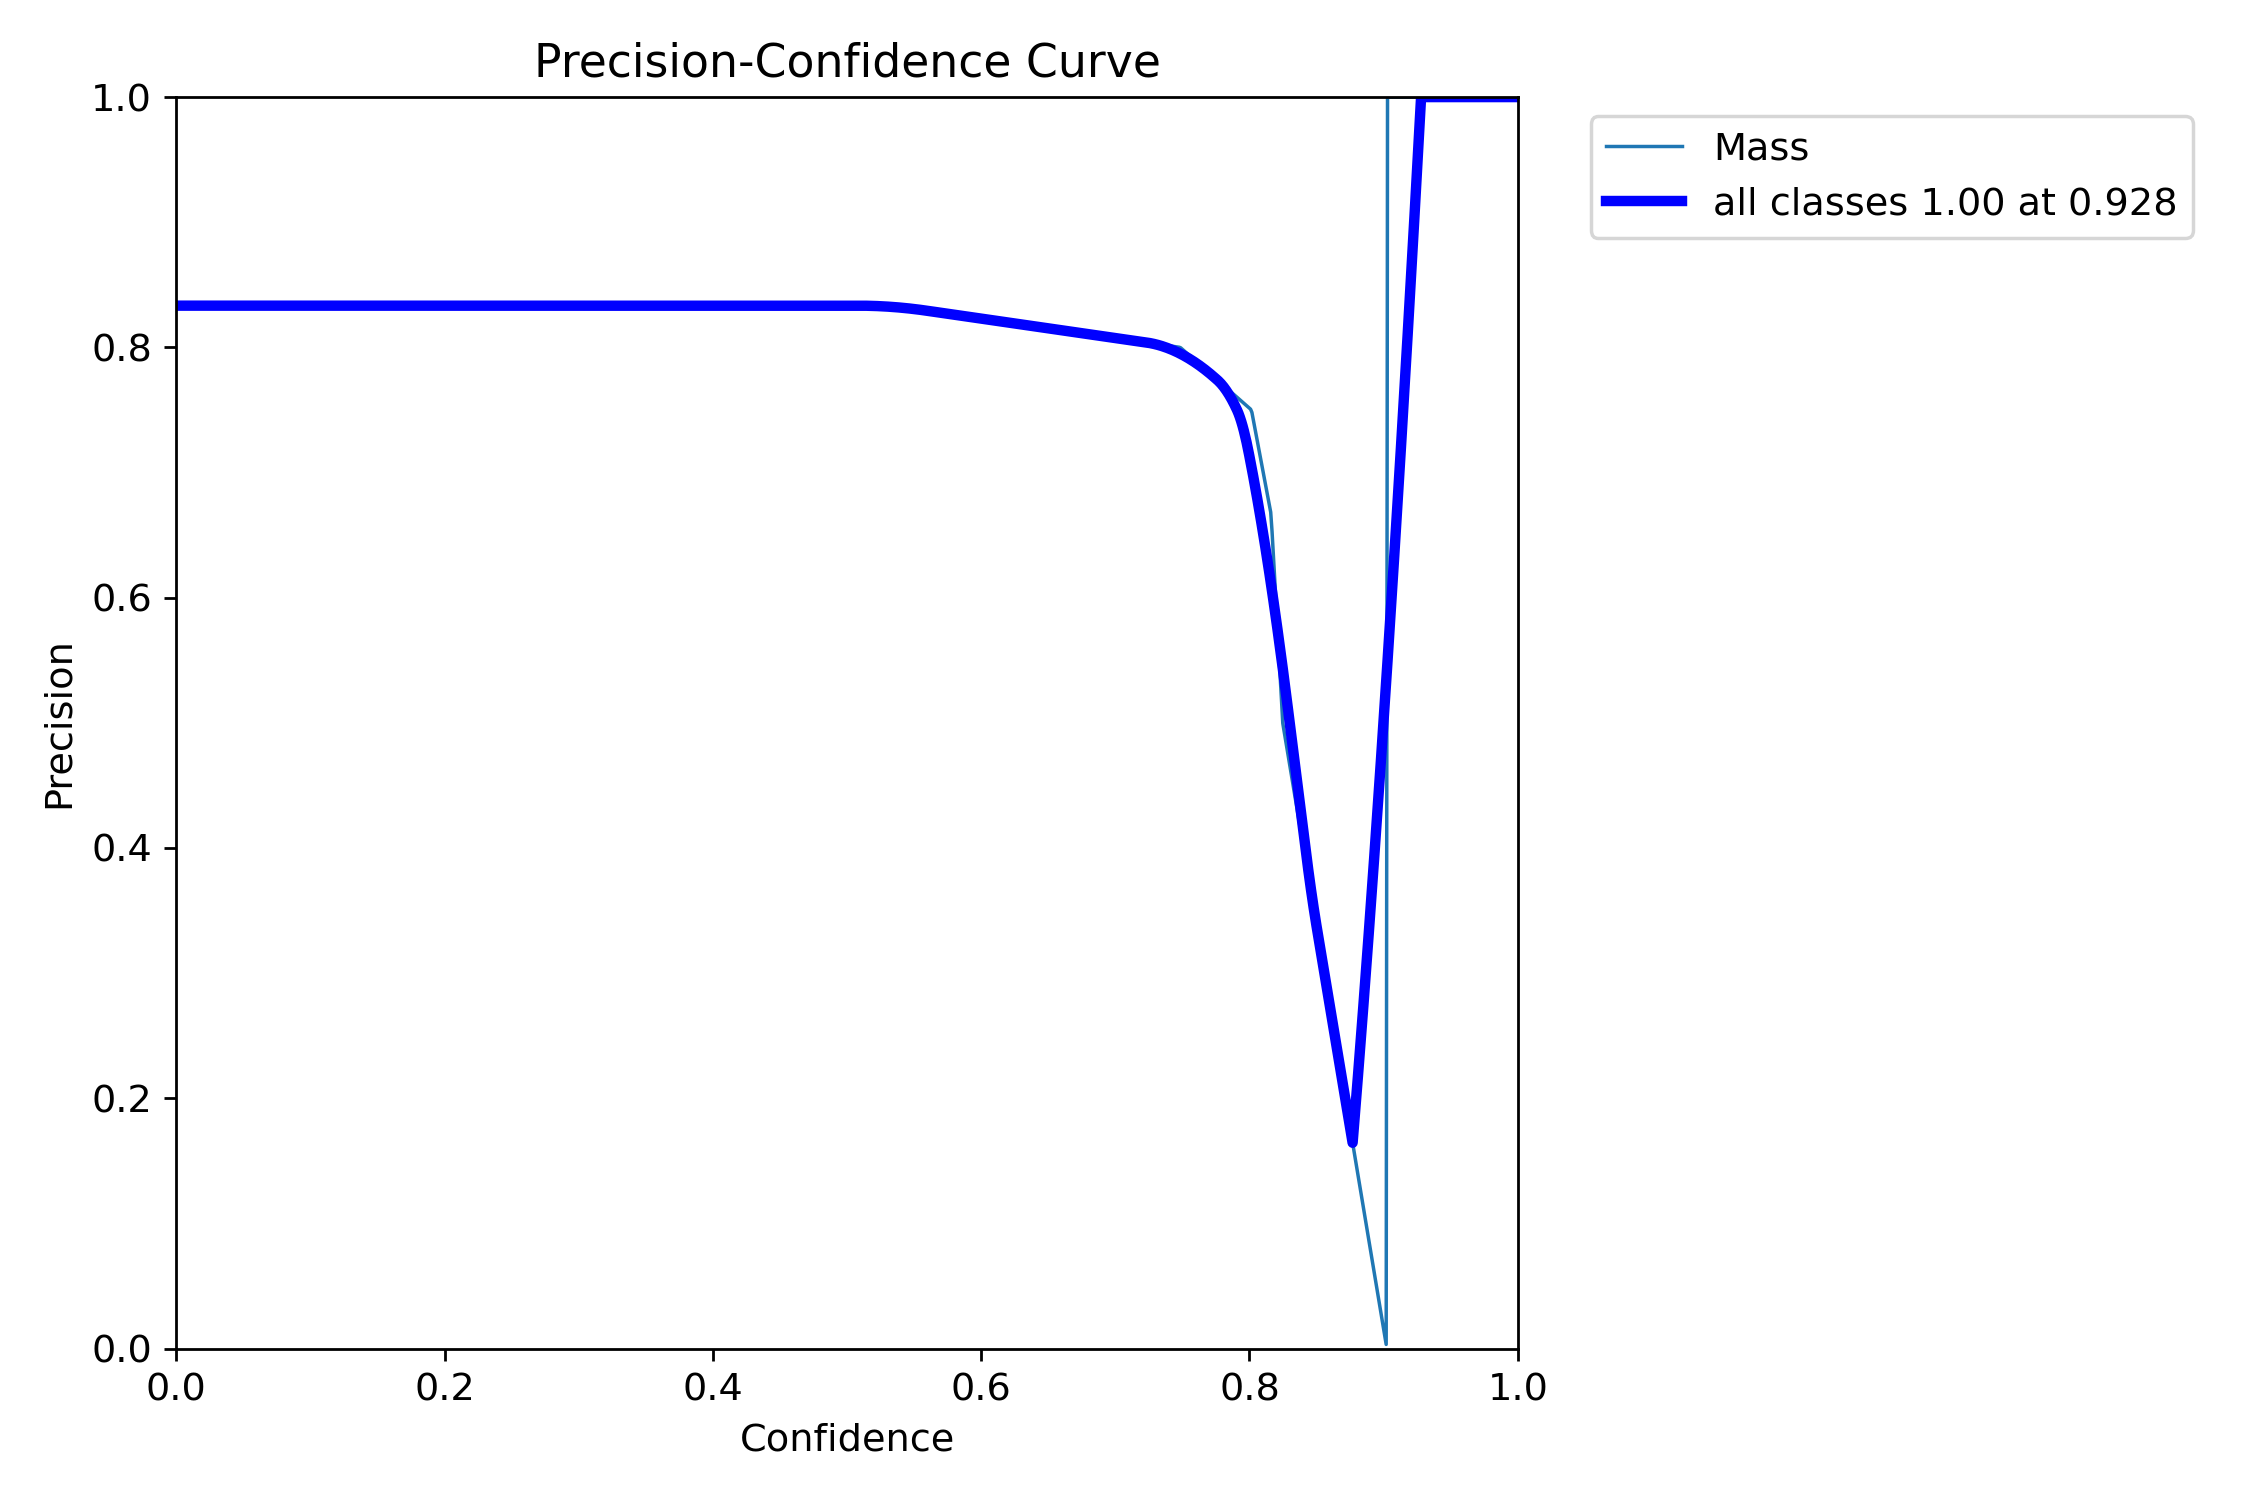 Precision-Confidence Curve
1.0
0.8
0.6
0.4
0.2
0.0
Precision
0.0 0.2 0.4 0.6 0.8 1.0
Confidence
Mass
all classes 1.00 at 0.928